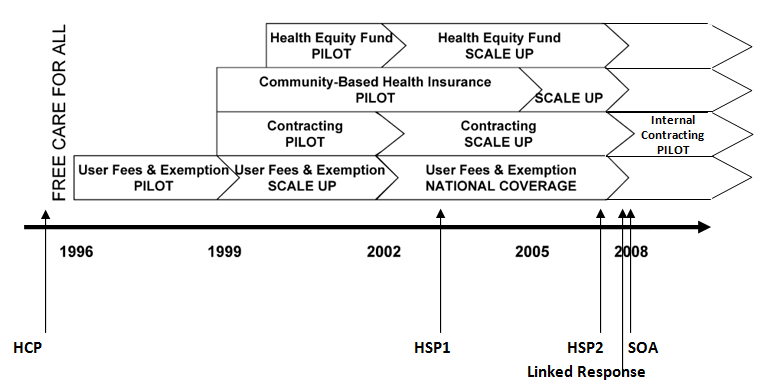 FREE CARE FOR ALL
Health Equity Fund
PILOT
Health Equity Fund
SCALE UP
Community-Based Health Insurance
PILOT
SCALE UP
Contracting
PILOT
Contracting
SCALE UP
Internal
Contracting
PILOT
User Fees & Exemption
PILOT
User Fees & Exemption
SCALE UP
User Fees & Exemption
NATIONAL COVERAGE
1996
1999
2002
2005
2008
HCP
HSP1
HSP2
SOA
Linked Response